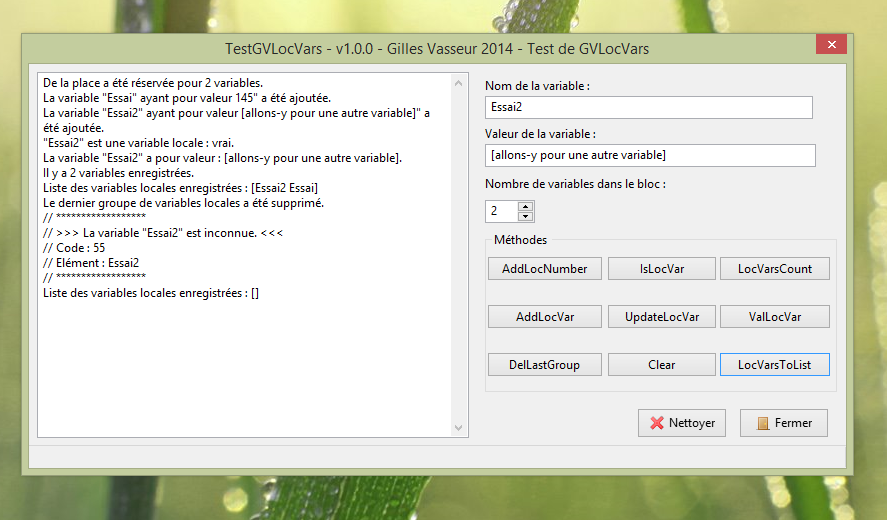 TestGVLocVars - v1.0.0 - Gilles Vasseur 2014 - Test de GVLocVars
De la place a été réservée pour 2 variables.
La variable "Essai" ayant pour valeur 145" a été ajoutée.
La variable "Essai2" ayant pour valeur [allons-y pour une autre variable]" a
été ajoutée.
"Essai2" est une variable locale : vrai.
La variable "Essai2" a pour valeur : [allons-y pour une autre variable].
Il y a 2 variables enregistrées.
Liste des variables locales enregistrées : [Essai2 Essai]
Le dernier groupe de variables locales a été supprimé.
// ******************
// >>> La variable "Essai2" est inconnue. <<<
// Code : 55
// Elément : Essai2
// ******************
Liste des variables locales enregistrées : []
Nom de la variable :
Essai2
Valeur de la variable :
[allons-y pour une autre variable]
Nombre de variables dans le bloc :
2
Méthodes
AddLocNumber IsLocVar LocVarsCount
AddLocVar UpdateLocVar ValLocVar
DelLastGroup Clear LocVarsToList
Nettoyer Fermer